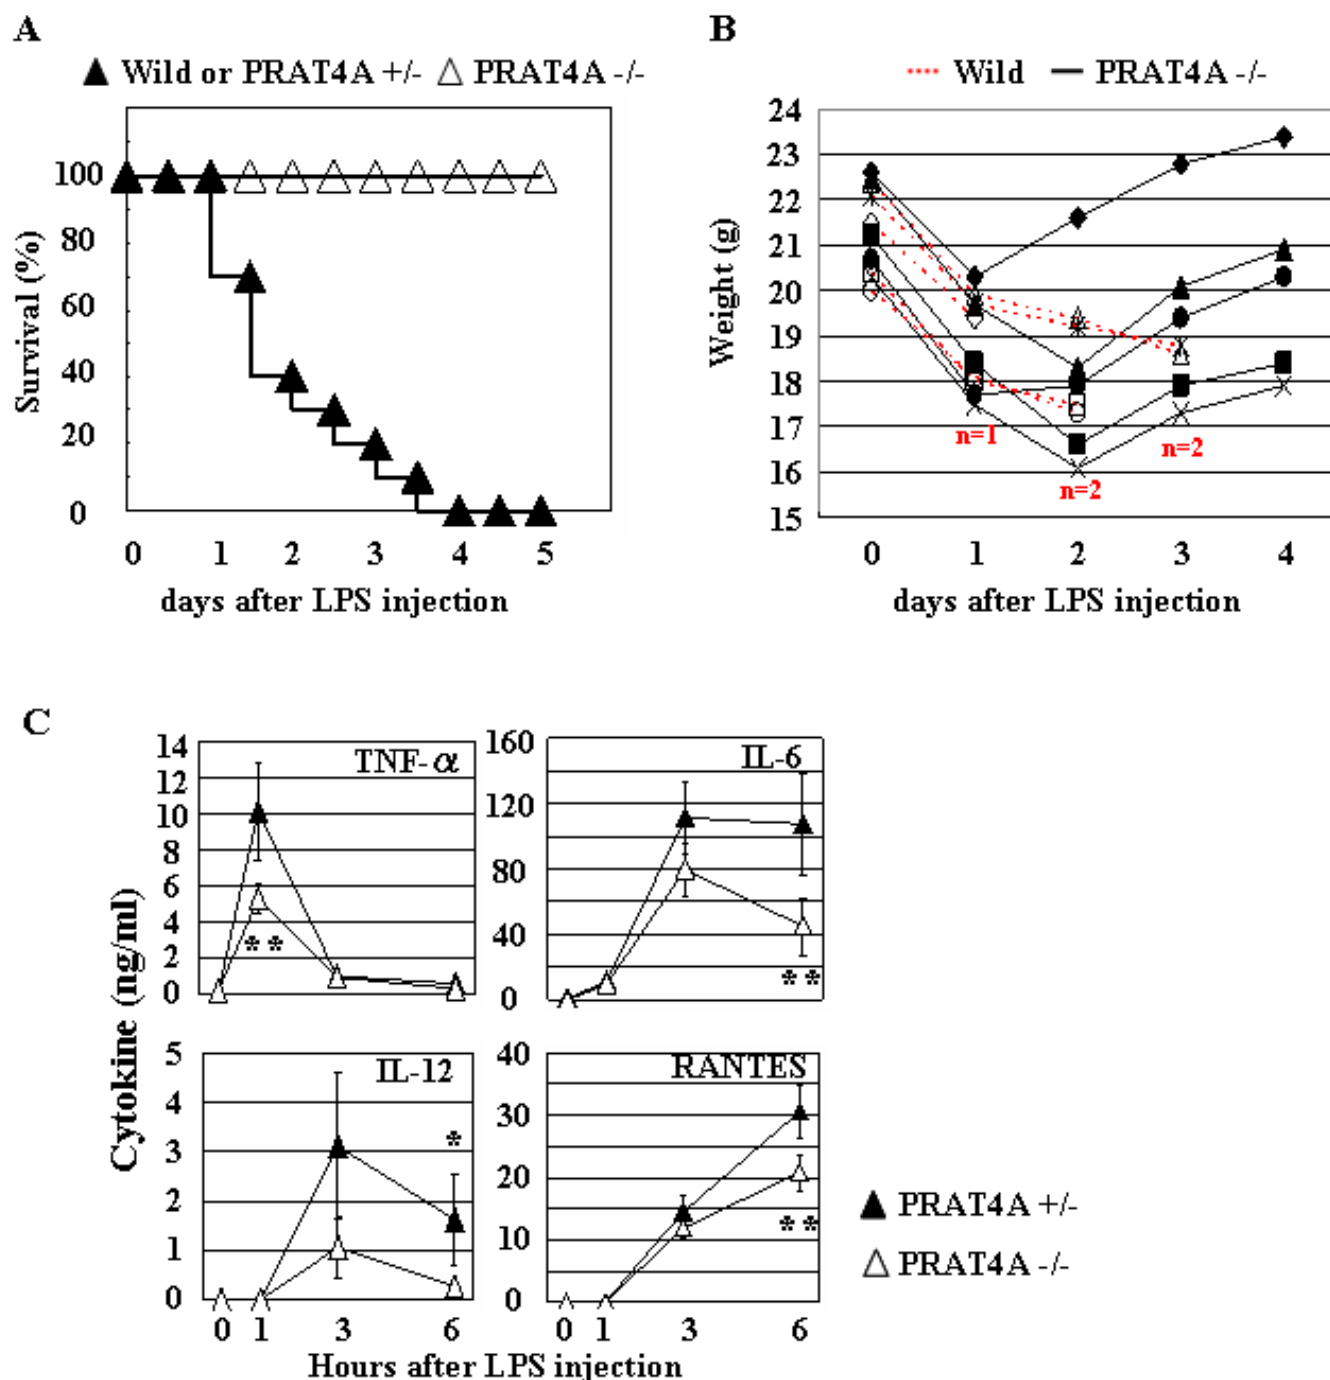 A
▲ Wild or PRAT4A +/- △ PRAT4A -/-
100
80
60
40
20
0
Survival (%)
0 1 2 3 4 5
days after LPS injection
B
Wild PRAT4A -/-
24
23
22
21
20
19
18
17
16
15
Weight (g)
n=1
n=2
n=2
0 1 2 3 4
days after LPS injection
C
Cytokine (ng/ml)
TNF-α
14
12
10
8
6
4
2
0
**
IL-6
160
120
80
40
0
**
IL-12
5
4
3
2
1
0
*
0 1 3 6
RANTES
40
30
20
10
0
**
0 1 3 6
Hours after LPS injection
▲ PRAT4A +/-
△ PRAT4A -/-